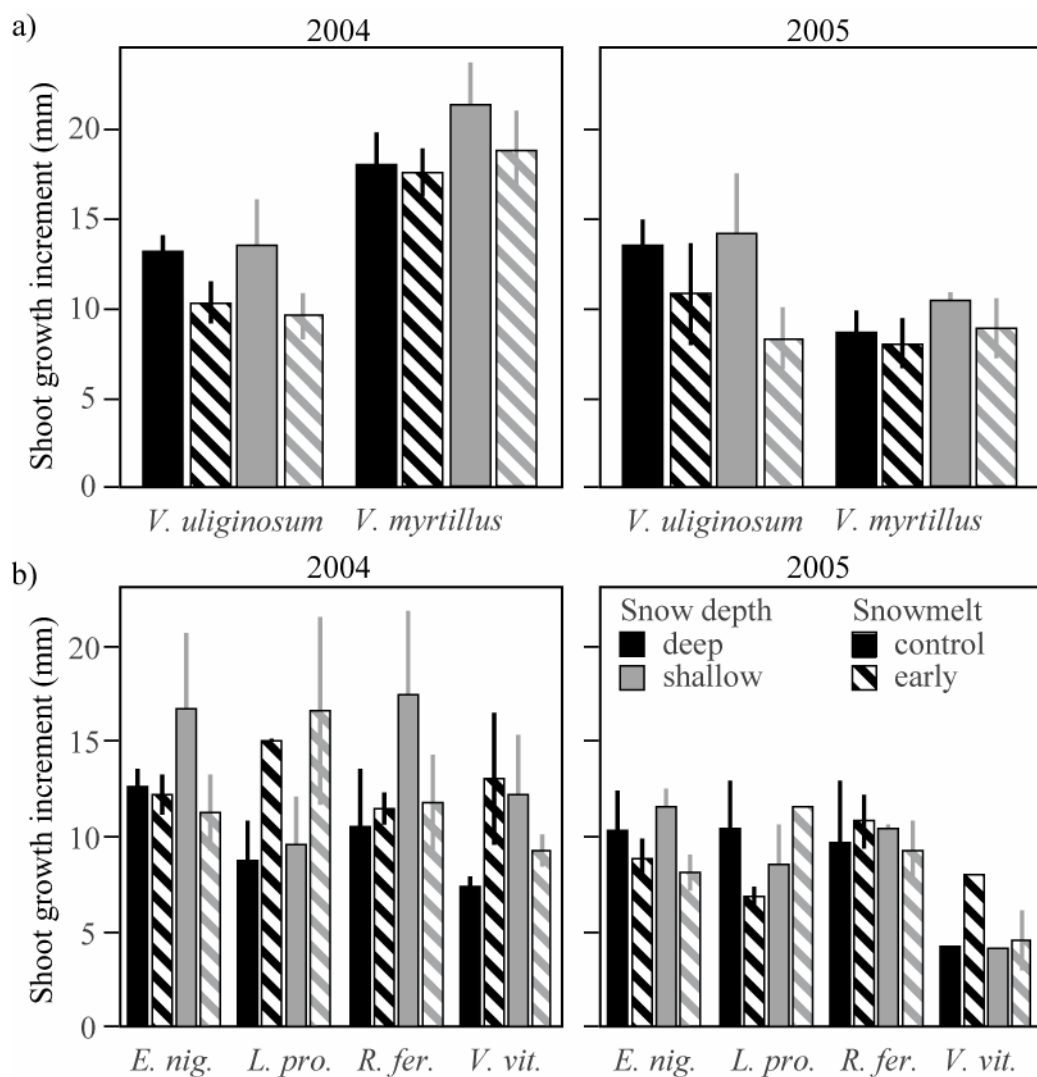 a)
2004
2005
Shoot growth increment (mm)
20
15
10
5
0
V. uliginosum V. myrtillus
V. uliginosum V. myrtillus
b)
2004
2005
Shoot growth increment (mm)
20
15
10
5
0
Snow depth Snowmelt
deep control
shallow early
E. nig. L. pro. R. fer. V. vit.
E. nig. L. pro. R. fer. V. vit.